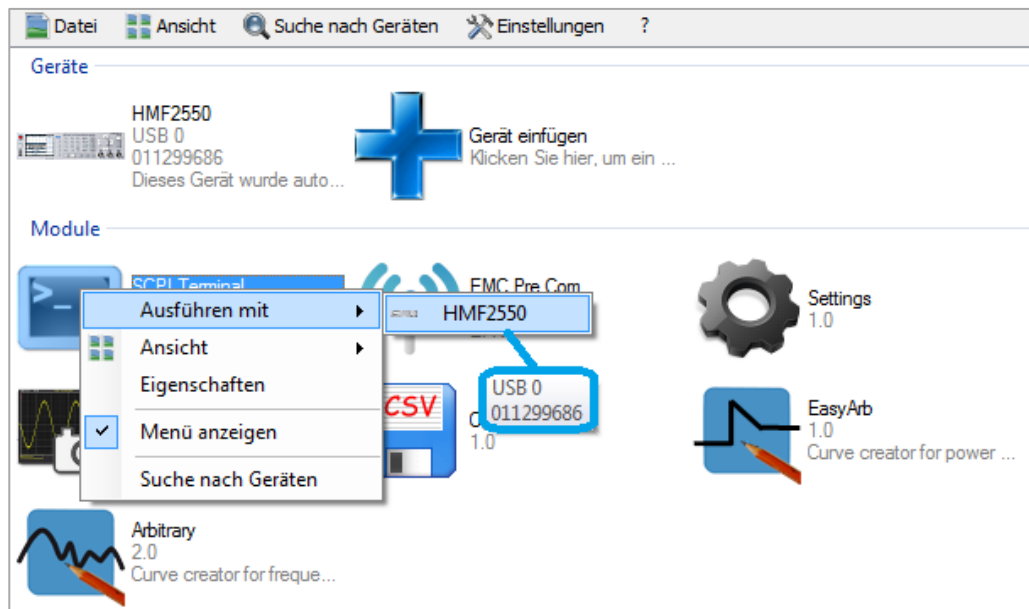 Datei Ansicht Suche nach Geräten Einstellungen ?
Geräte
HMF2550
USB 0
011299686
Dieses Gerät wurde auto...
Gerät einfügen
Klicken Sie hier, um ein ...
Module
SCPI Terminal
EMC Pre Com
Settings
1.0
Ausführen mit
HMF2550
Ansicht
Eigenschaften
Menü anzeigen
Suche nach Geräten
USB 0
011299686
CSV
1.0
EasyArb
1.0
Curve creator for power ...
Arbitrary
2.0
Curve creator for freque...